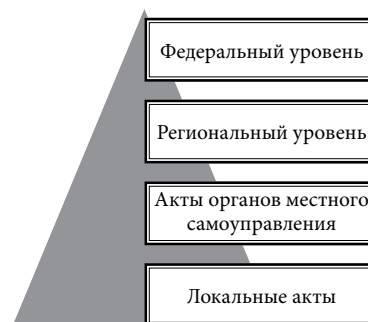 Федеральный уровень
Региональный уровень
Акты органов местного
самоуправления
Локальные акты